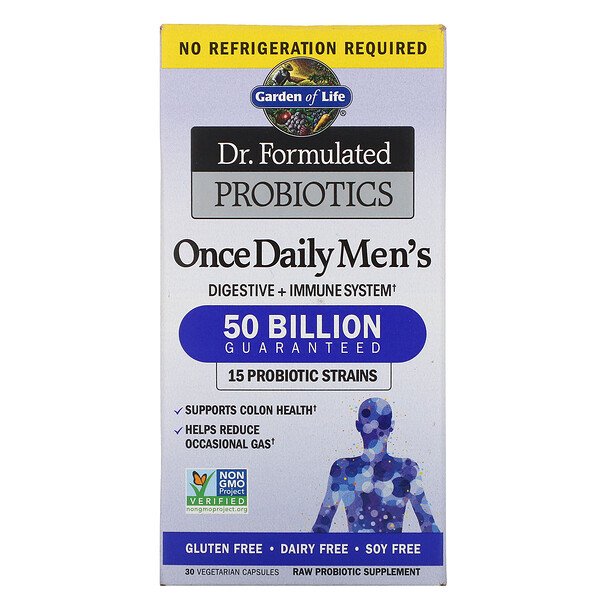 NO REFRIGERATION REQUIRED
Garden of Life®
Dr. Formulated
PROBIOTICS
Once Daily Men's
DIGESTIVE + IMMUNE SYSTEM†
50 BILLION
GUARANTEED
15 PROBIOTIC STRAINS
✓ SUPPORTS COLON HEALTH†
✓ HELPS REDUCE
OCCASIONAL GAS†
NON
GMO
Project
VERIFIED
nongmoproject.org
GLUTEN FREE • DAIRY FREE • SOY FREE
30 VEGETARIAN CAPSULES RAW PROBIOTIC SUPPLEMENT